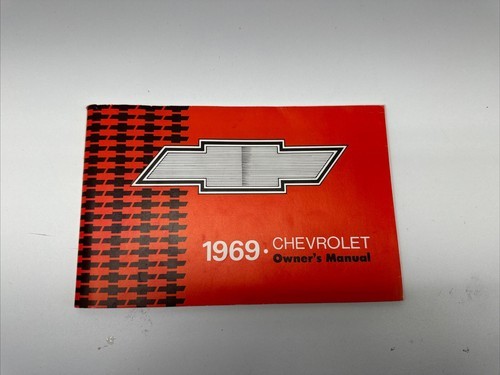 1969 • CHEVROLET
Owner's Manual